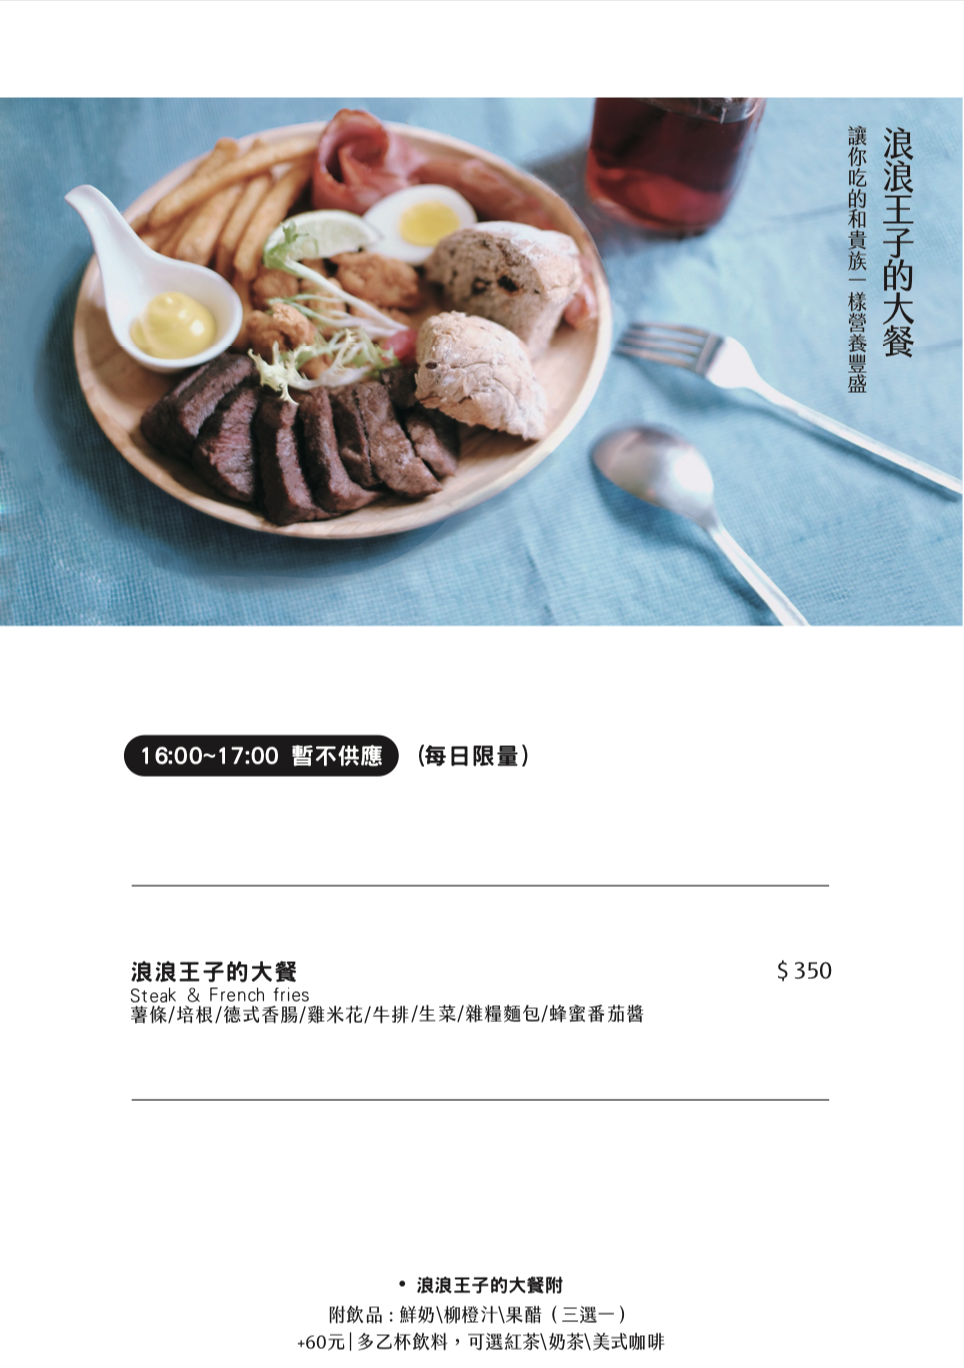 浪浪王子的大餐
讓你吃的和貴族一樣營養豐盛
16:00~17:00 暫不供應 (每日限量)
浪浪王子的大餐 $ 350
Steak & French fries
薯條/培根/德式香腸/雞米花/牛排/生菜/雜糧麵包/蜂蜜番茄醬
• 浪浪王子的大餐附
附飲品：鮮奶\柳橙汁\果醋（三選一）
+60元|多乙杯飲料，可選紅茶\奶茶\美式咖啡